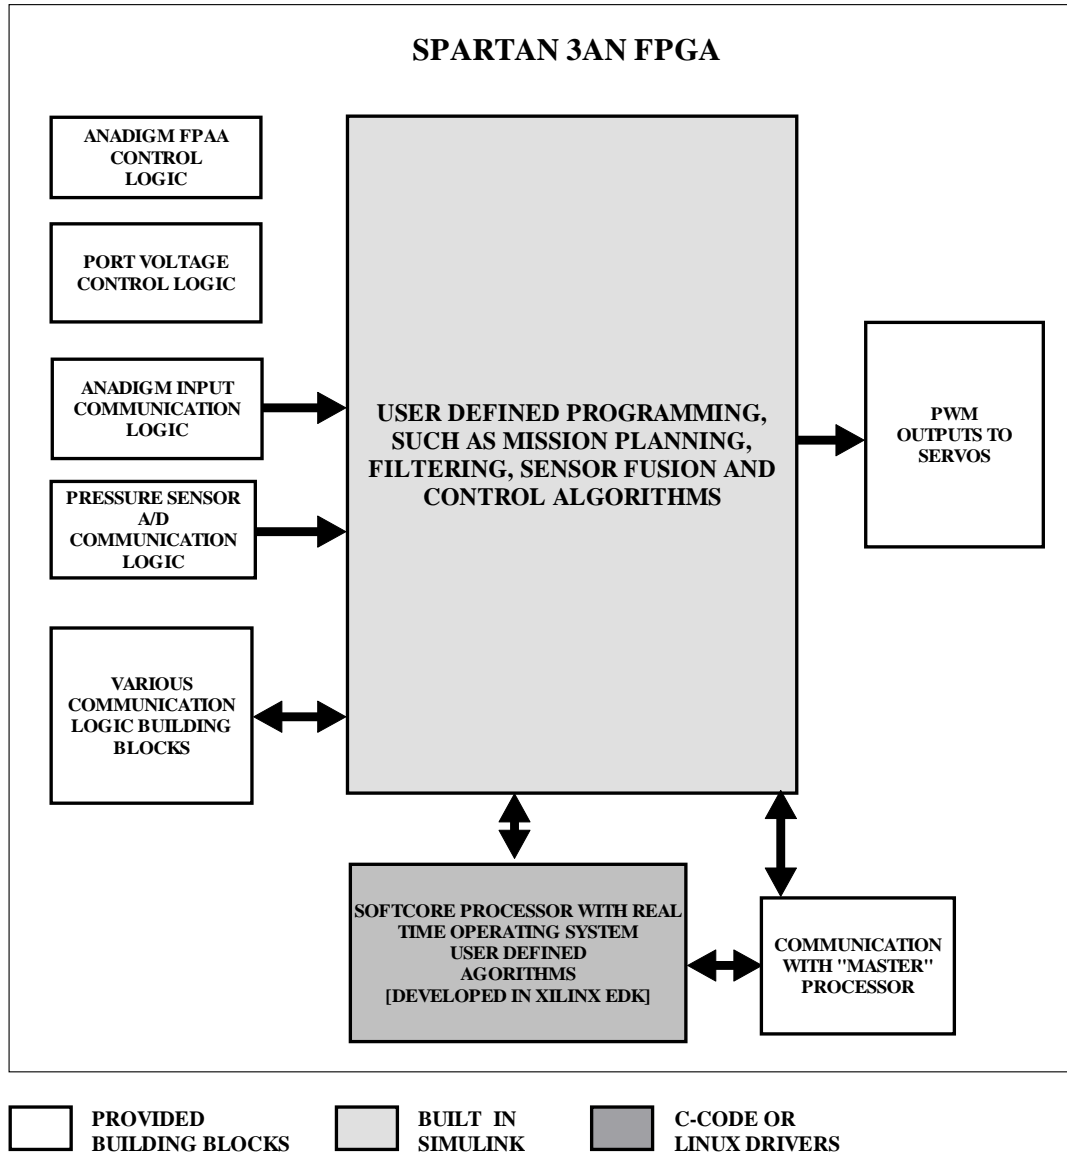 SPARTAN 3AN FPGA
ANADIGM FPAA
CONTROL
LOGIC
PORT VOLTAGE
CONTROL LOGIC
ANADIGM INPUT
COMMUNICATION
LOGIC
PRESSURE SENSOR
A/D
COMMUNICATION
LOGIC
VARIOUS
COMMUNICATION
LOGIC BUILDING
BLOCKS
USER DEFINED PROGRAMMING,
SUCH AS MISSION PLANNING,
FILTERING, SENSOR FUSION AND
CONTROL ALGORITHMS
PWM
OUTPUTS TO
SERVOS
SOFTCORE PROCESSOR WITH REAL
TIME OPERATING SYSTEM
USER DEFINED
AGORITHMS
[DEVELOPED IN XILINX EDK]
COMMUNICATION
WITH "MASTER"
PROCESSOR
PROVIDED
BUILDING BLOCKS
BUILT IN
SIMULINK
C-CODE OR
LINUX DRIVERS